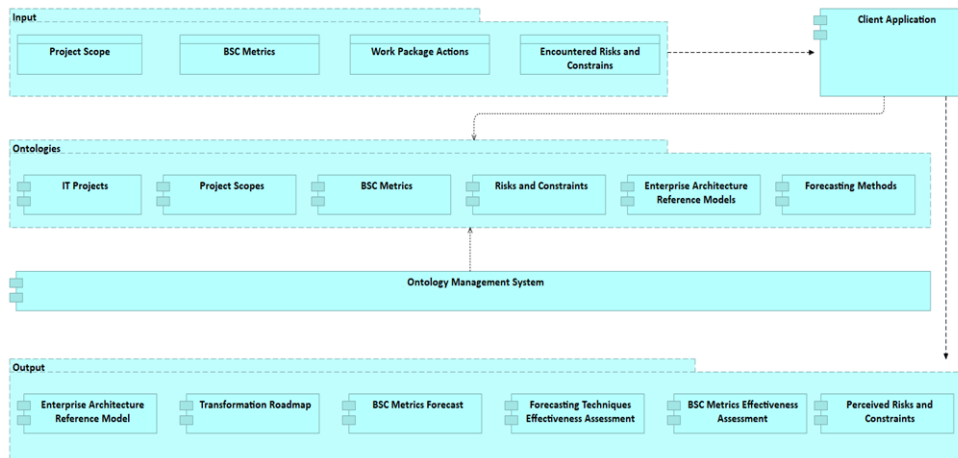 Input
Client Application
Project Scope
BSC Metrics
Work Package Actions
Encountered Risks and
Constrains
Ontologies
IT Projects
Project Scopes
BSC Metrics
Risks and Constraints
Enterprise Architecture
Reference Models
Forecasting Methods
Ontology Management System
Output
Enterprise Architecture
Reference Model
Transformation Roadmap
BSC Metrics Forecast
Forecasting Techniques
Effectiveness Assessment
BSC Metrics Effectiveness
Assessment
Perceived Risks and
Constraints